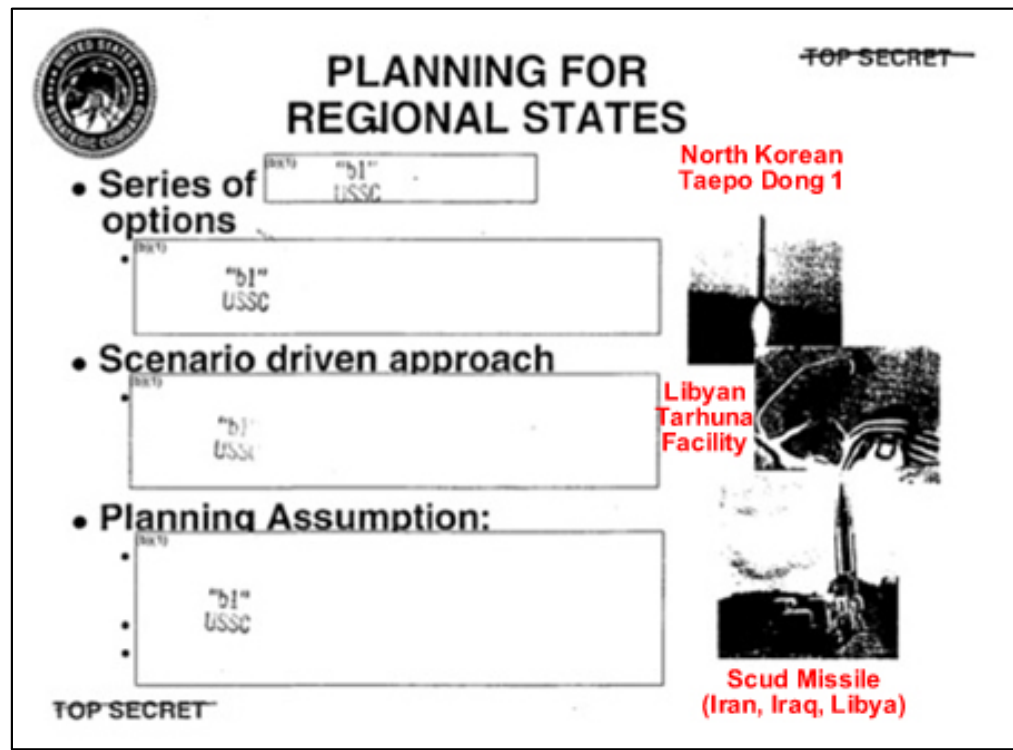 UNITED STATES
STRATEGIC COMMAND
PLANNING FOR
REGIONAL STATES
TOP SECRET
• Series of
(b)(1)
"b1"
USSC
options
• (b)(1)
"b1"
USSC
• Scenario driven approach
• (b)(1)
"b1"
USSC
• Planning Assumption:
• (b)(1)
"b1"
USSC
•
•
TOP SECRET
North Korean
Taepo Dong 1
Libyan
Tarhuna
Facility
Scud Missile
(Iran, Iraq, Libya)